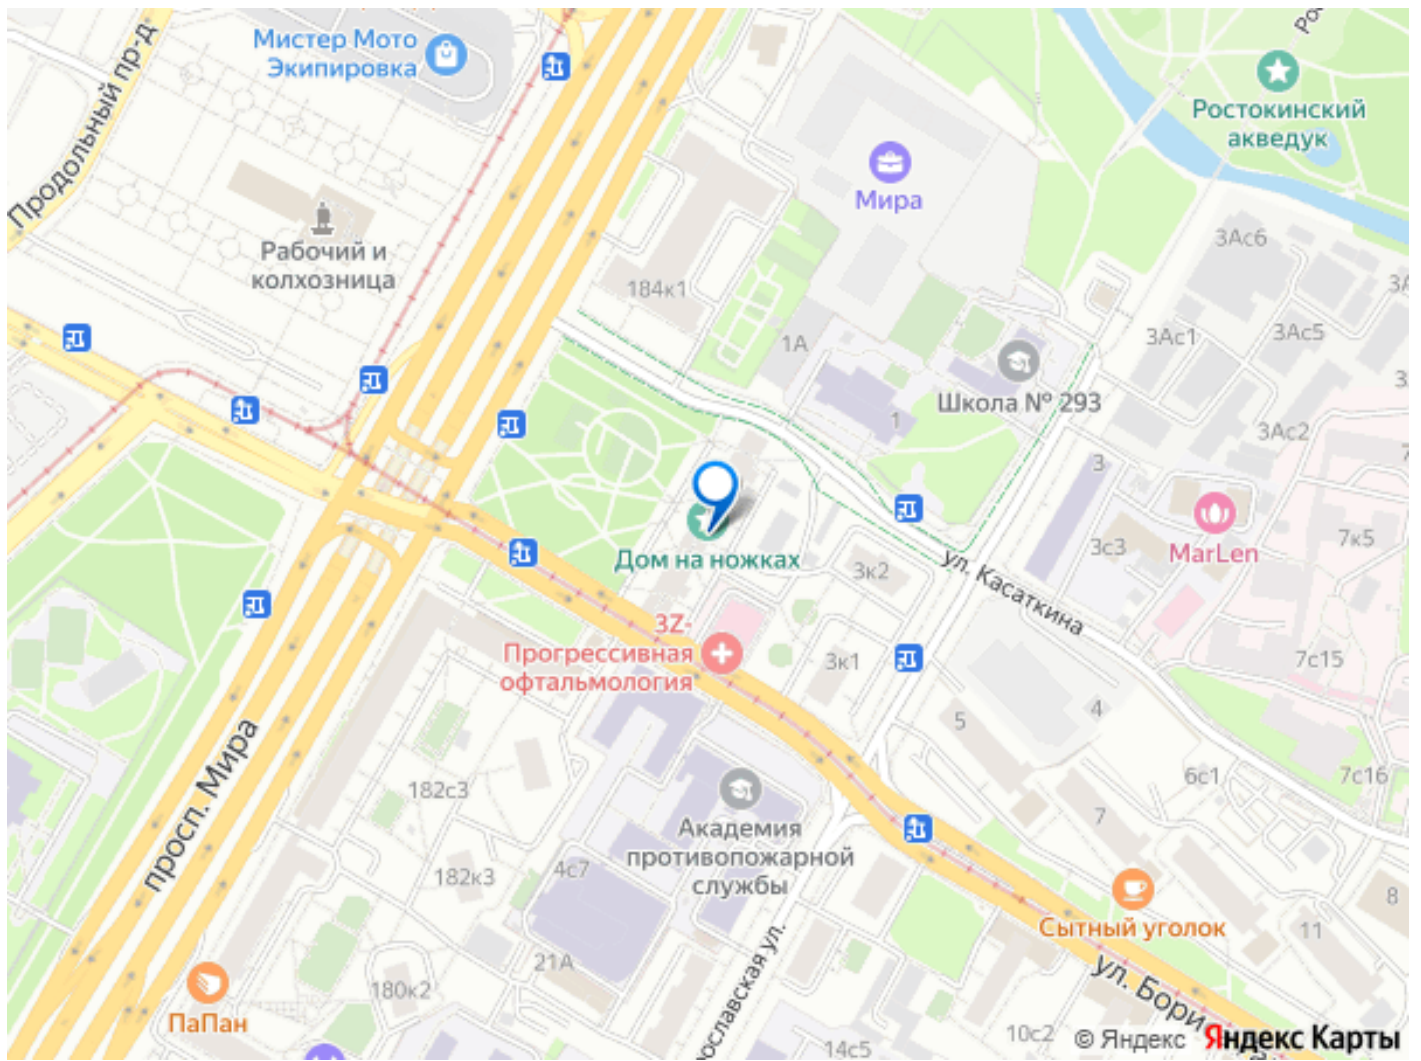 Мистер Мото
Экипировка
Продольный пр-д
Ростокинский
акведук
Мира
Рабочий и
колхозница
3Ас6
184к1
1А
3Ас1
3Ас5
Школа № 293
1
3Ас2
3
7к5
MarLen
3с3
Дом на ножках
3к2
ул. Касаткина
3Z-
Прогрессивная
офтальмология
3к1
7с15
4
5
просп. Мира
6с1
7с16
182с3
7
Академия
противопожарной
службы
4с7
182к3
8
Сытный уголок
11
21А
180к2
ул. Бори
ПаПан
10с2
14с5
© Яндекс
Яндекс Карты